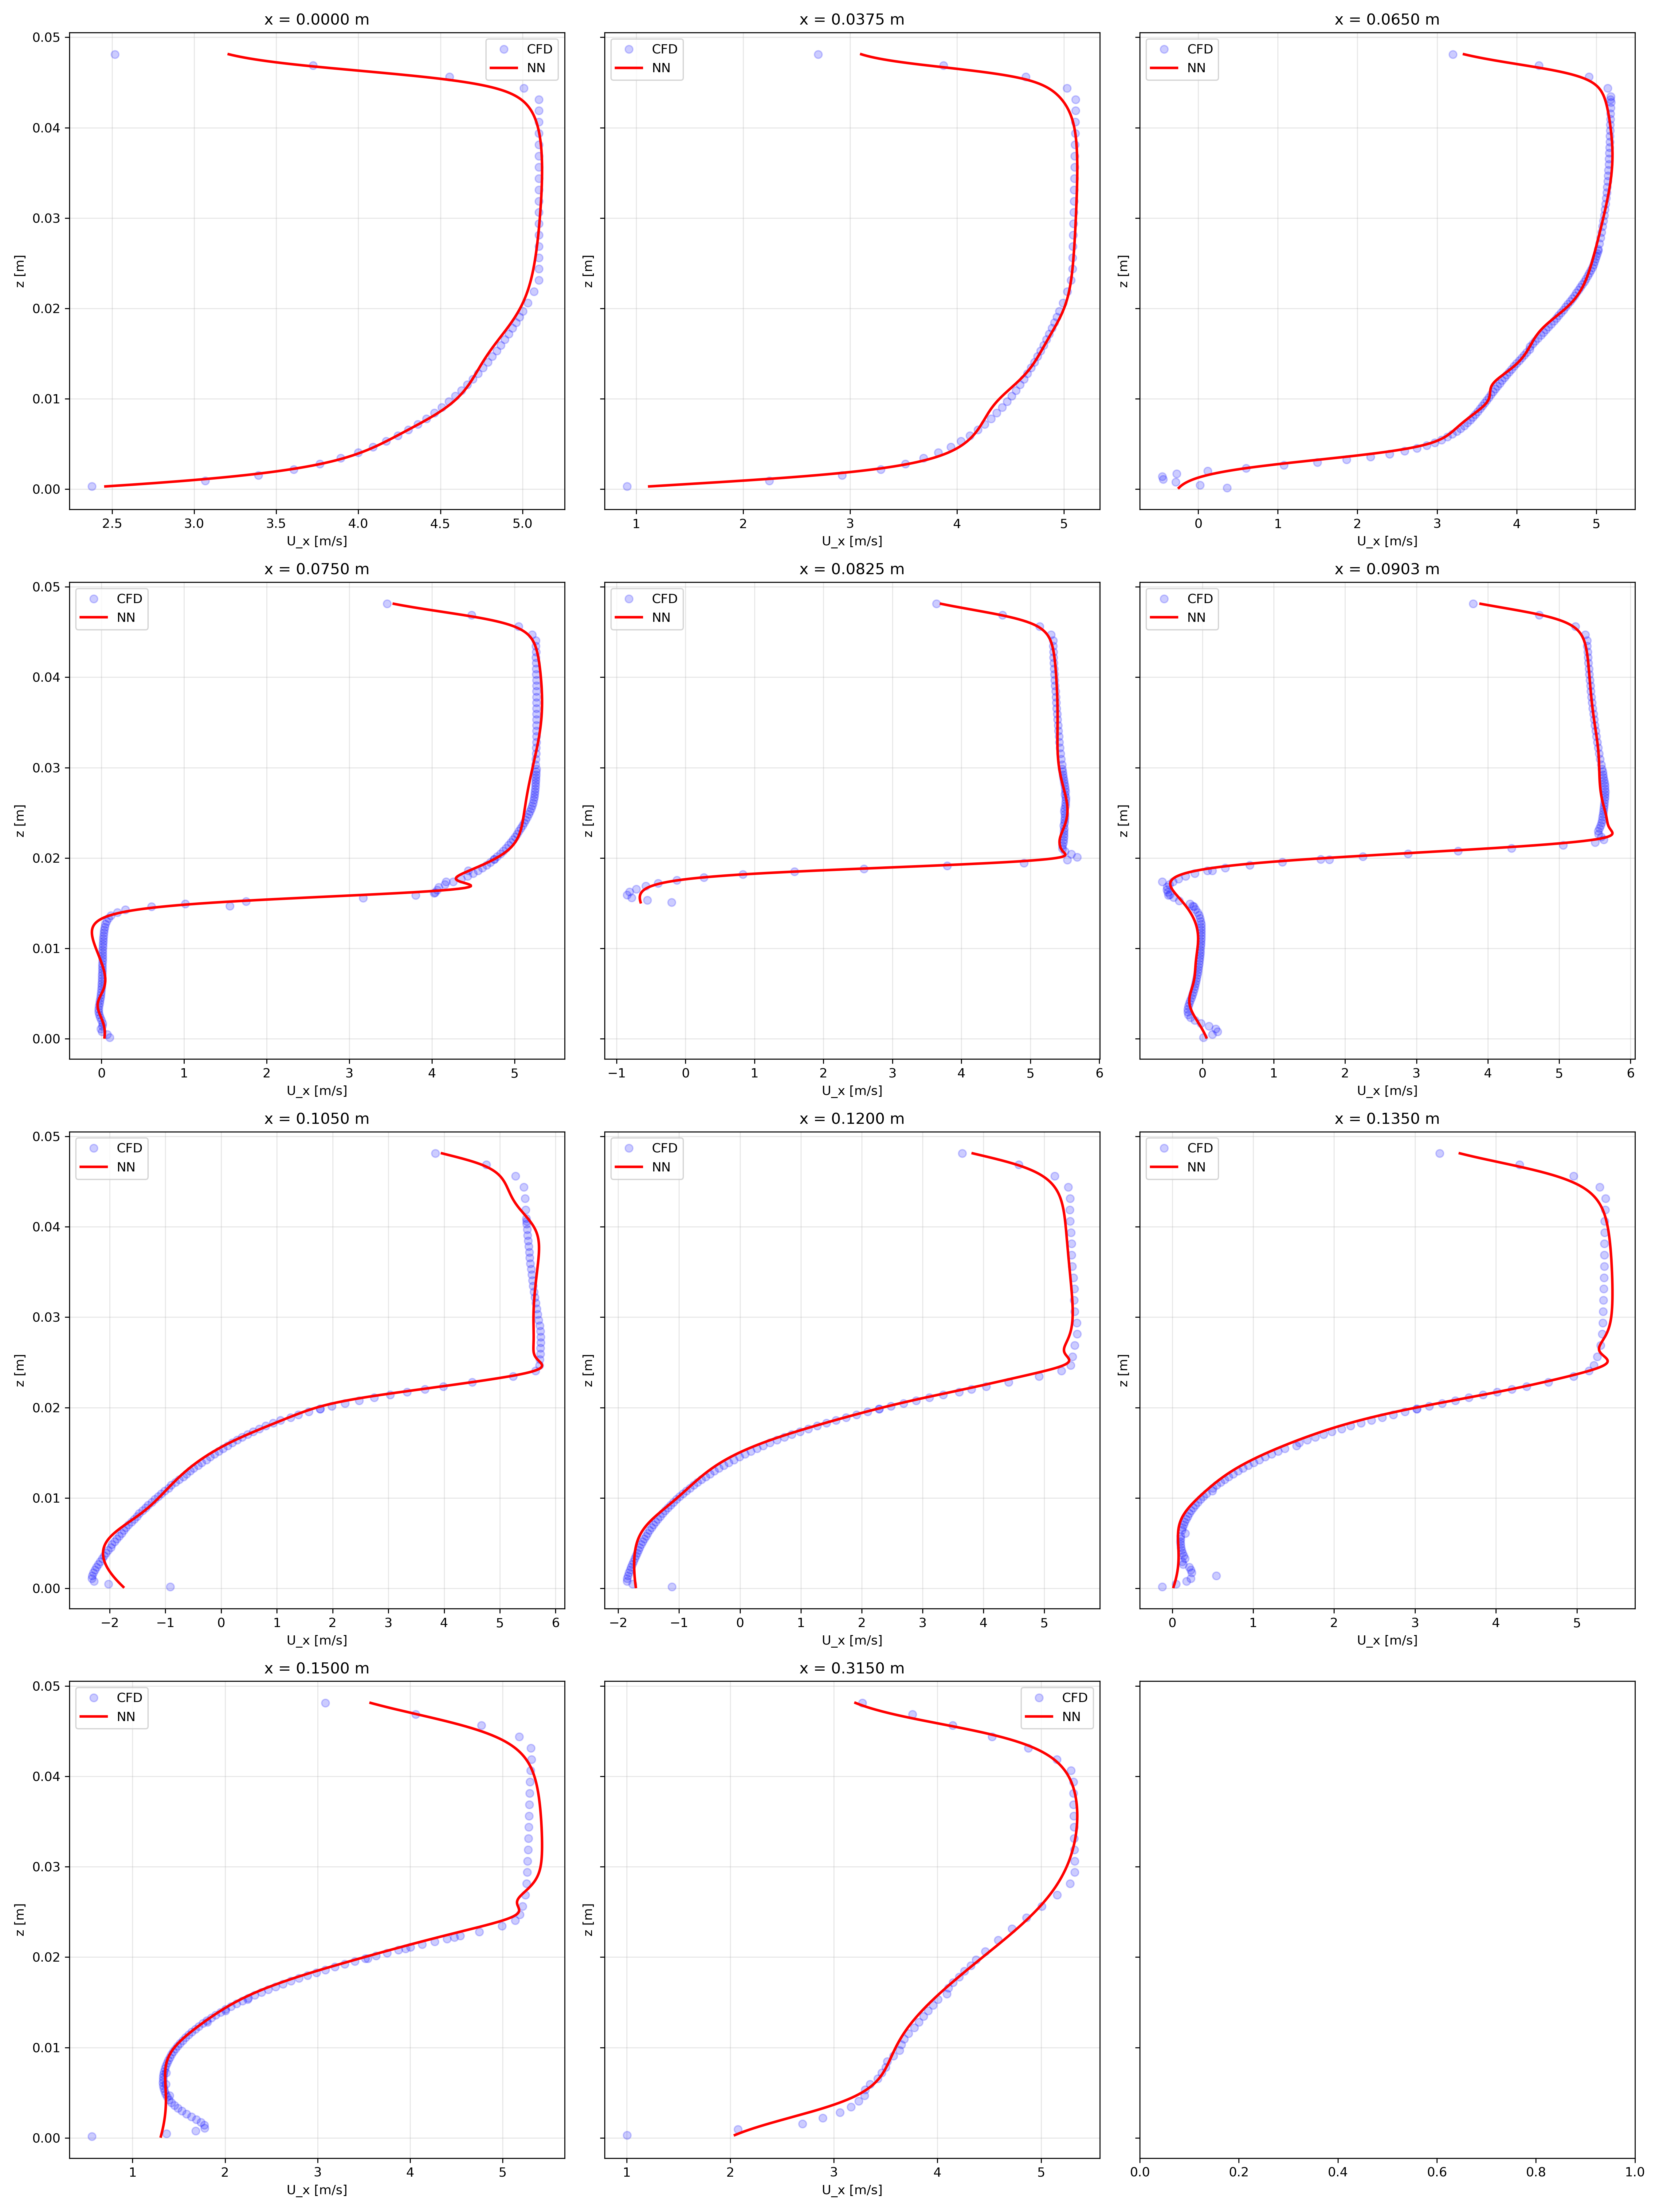 x = 0.0000 m
0.05
0.04
0.03
0.02
0.01
0.00
z [m]
CFD
NN
2.5 3.0 3.5 4.0 4.5 5.0
U_x [m/s]
x = 0.0375 m
z [m]
CFD
NN
1 2 3 4 5
U_x [m/s]
x = 0.0650 m
z [m]
CFD
NN
0 1 2 3 4 5
U_x [m/s]
x = 0.0750 m
0.05
0.04
0.03
0.02
0.01
0.00
z [m]
CFD
NN
0 1 2 3 4 5
U_x [m/s]
x = 0.0825 m
z [m]
CFD
NN
−1 0 1 2 3 4 5 6
U_x [m/s]
x = 0.0903 m
z [m]
CFD
NN
0 1 2 3 4 5 6
U_x [m/s]
x = 0.1050 m
0.05
0.04
0.03
0.02
0.01
0.00
z [m]
CFD
NN
−2 −1 0 1 2 3 4 5 6
U_x [m/s]
x = 0.1200 m
z [m]
CFD
NN
−2 −1 0 1 2 3 4 5
U_x [m/s]
x = 0.1350 m
z [m]
CFD
NN
0 1 2 3 4 5
U_x [m/s]
x = 0.1500 m
0.05
0.04
0.03
0.02
0.01
0.00
z [m]
CFD
NN
1 2 3 4 5
U_x [m/s]
x = 0.3150 m
z [m]
CFD
NN
1 2 3 4 5
U_x [m/s]
0.0 0.2 0.4 0.6 0.8 1.0